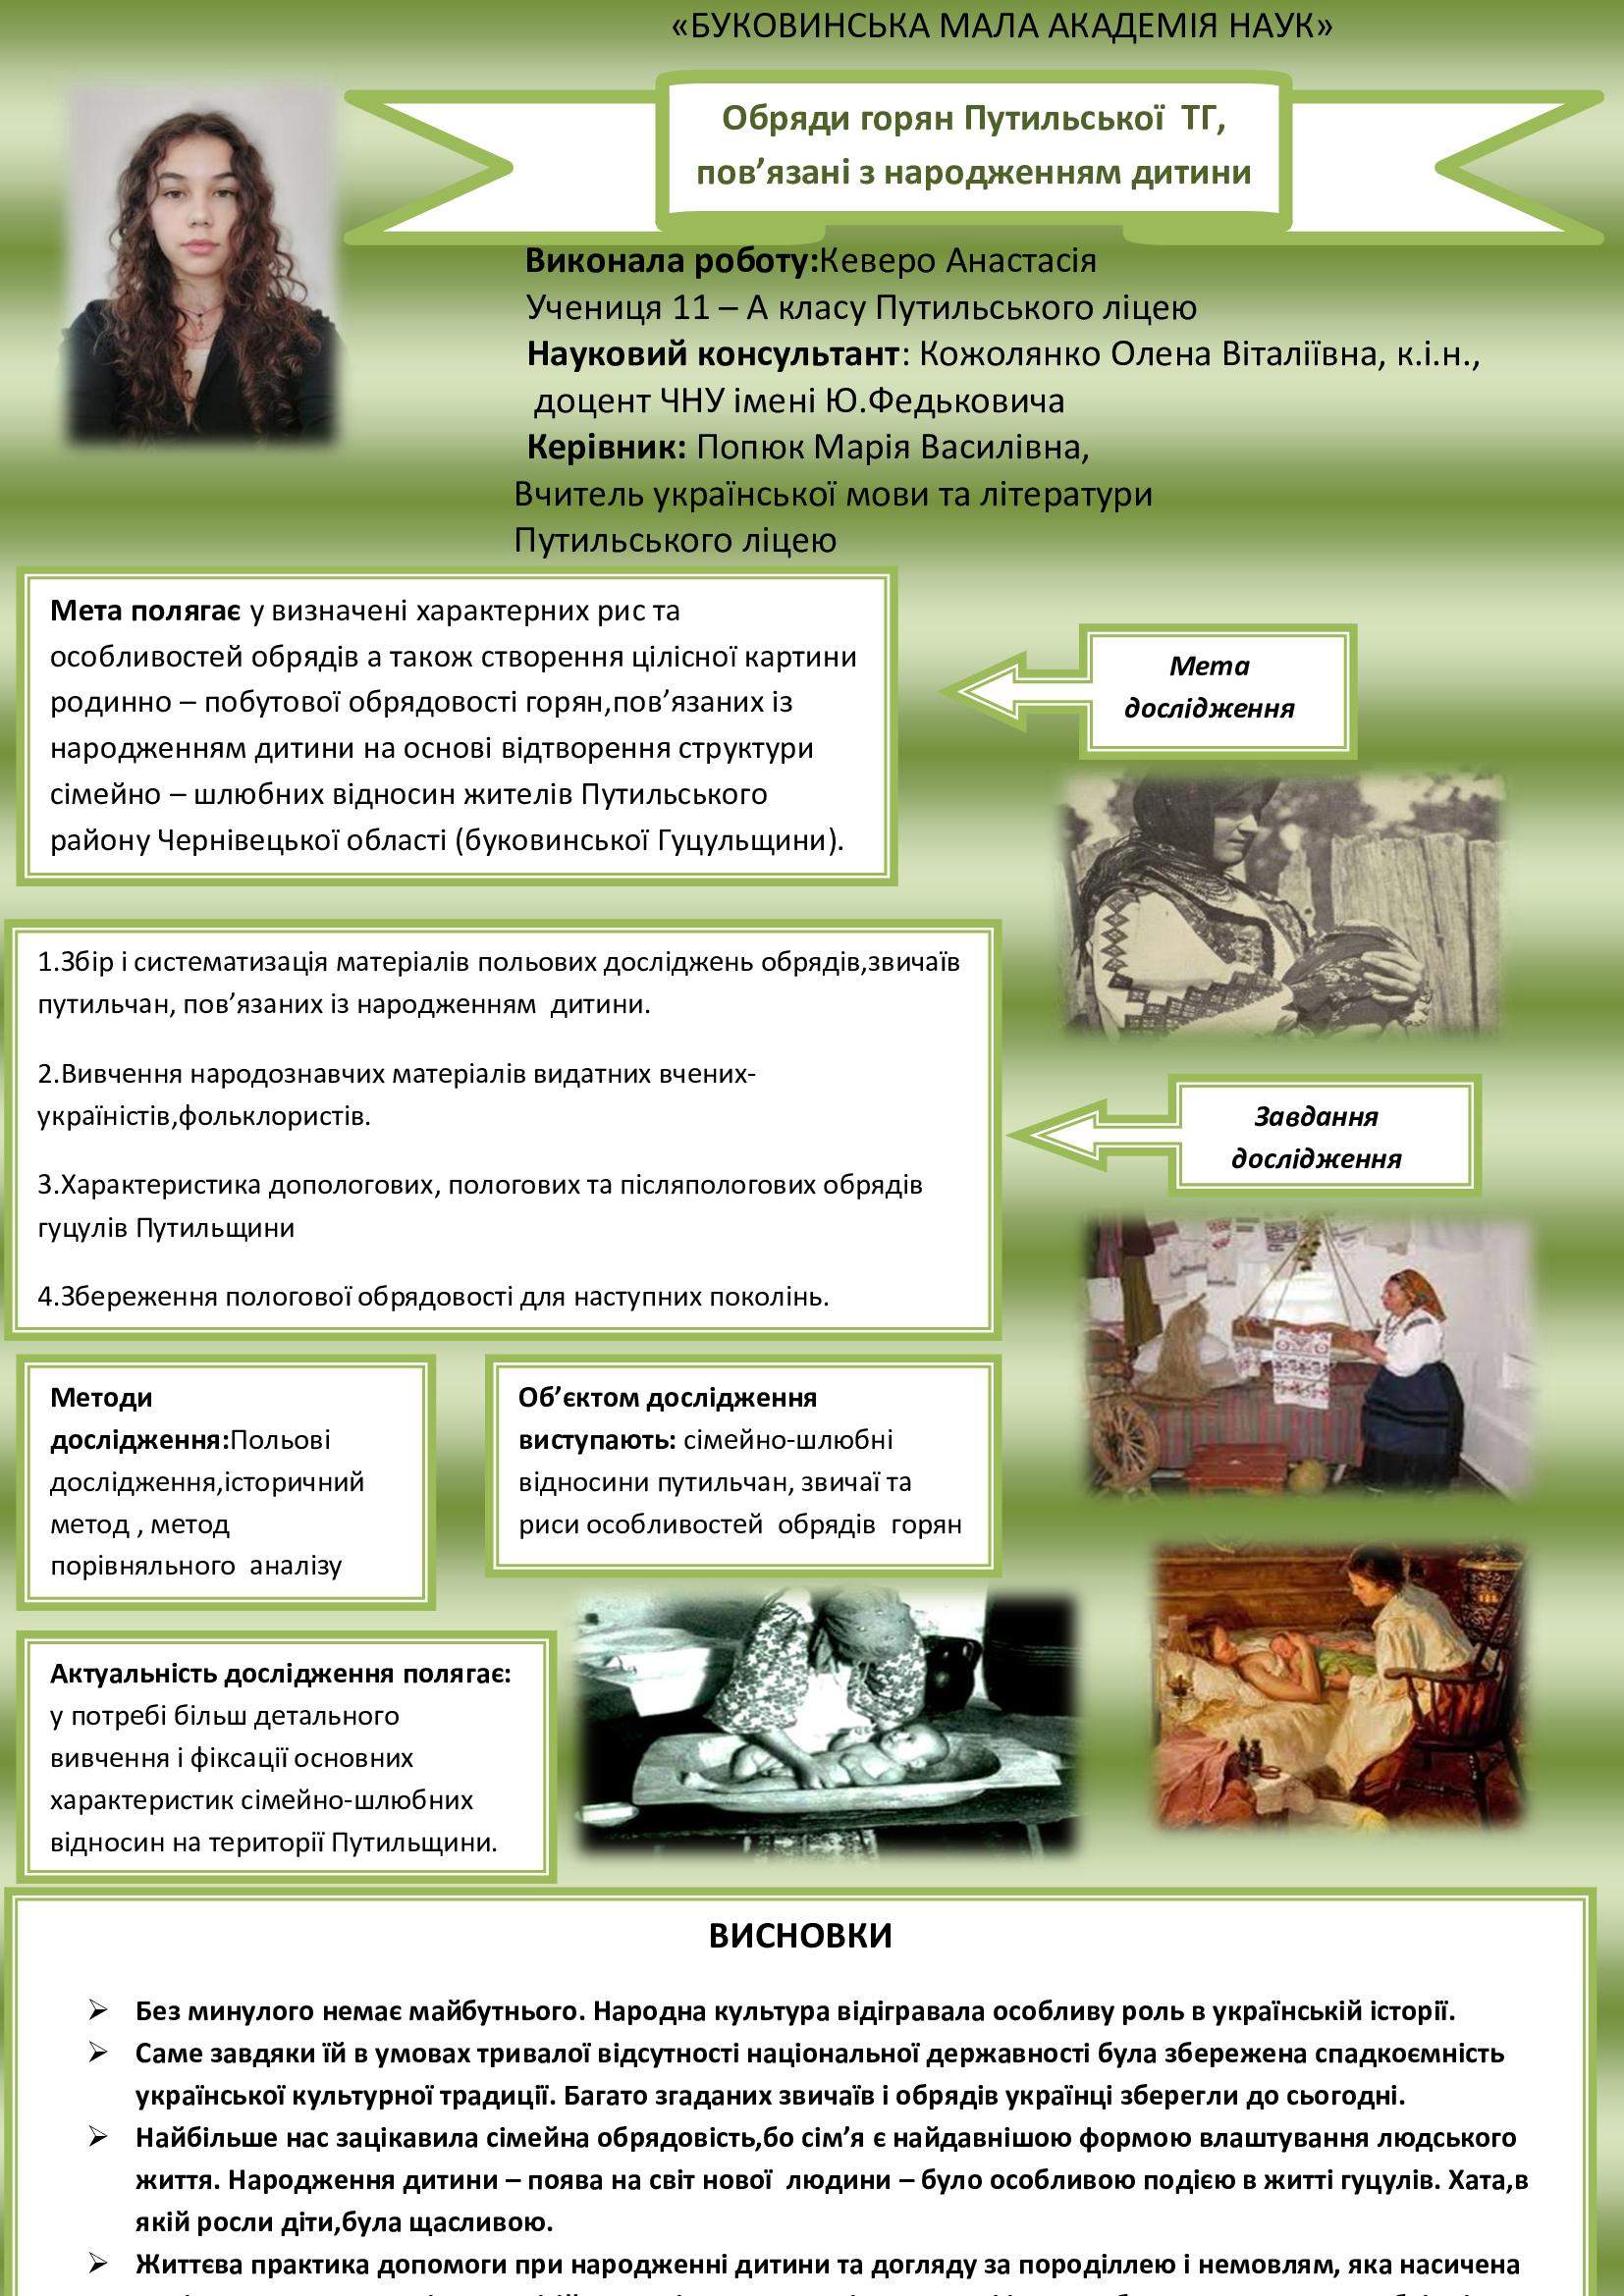 «БУКОВИНСЬКА МАЛА АКАДЕМІЯ НАУК»
Обряди горян Путильської ТГ,
пов’язані з народженням дитини
Виконала роботу:Кеверо Анастасія
Учениця 11 – А класу Путильського ліцею
Науковий консультант: Кожолянко Олена Віталіївна, к.і.н.,
доцент ЧНУ імені Ю.Федьковича
Керівник: Попюк Марія Василівна,
Вчитель української мови та літератури
Путильського ліцею
Мета полягає у визначені характерних рис та
особливостей обрядів а також створення цілісної картини
родинно – побутової обрядовості горян,пов’язаних із
народженням дитини на основі відтворення структури
сімейно – шлюбних відносин жителів Путильського
району Чернівецької області (буковинської Гуцульщини).
Мета
дослідження
1.Збір і систематизація матеріалів польових досліджень обрядів,звичаїв
путильчан, пов’язаних із народженням дитини.
2.Вивчення народознавчих матеріалів видатних вчених-
україністів,фольклористів.
3.Характеристика допологових, пологових та післяпологових обрядів
гуцулів Путильщини
4.Збереження пологової обрядовості для наступних поколінь.
Завдання
дослідження
Методи
дослідження:Польові
дослідження,історичний
метод , метод
порівняльного аналізу
Об’єктом дослідження
виступають: сімейно-шлюбні
відносини путильчан, звичаї та
риси особливостей обрядів горян
Актуальність дослідження полягає:
у потребі більш детального
вивчення і фіксації основних
характеристик сімейно-шлюбних
відносин на території Путильщини.
ВИСНОВКИ
➢ Без минулого немає майбутнього. Народна культура відігравала особливу роль в українській історії.
➢ Саме завдяки їй в умовах тривалої відсутності національної державності була збережена спадкоємність
української культурної традиції. Багато згаданих звичаїв і обрядів українці зберегли до сьогодні.
➢ Найбільше нас зацікавила сімейна обрядовість,бо сім’я є найдавнішою формою влаштування людського
життя. Народження дитини – поява на світ нової людини – було особливою подією в житті гуцулів. Хата,в
якій росли діти,була щасливою.
➢ Життєва практика допомоги при народженні дитини та догляду за породіллею і немовлям, яка насичена